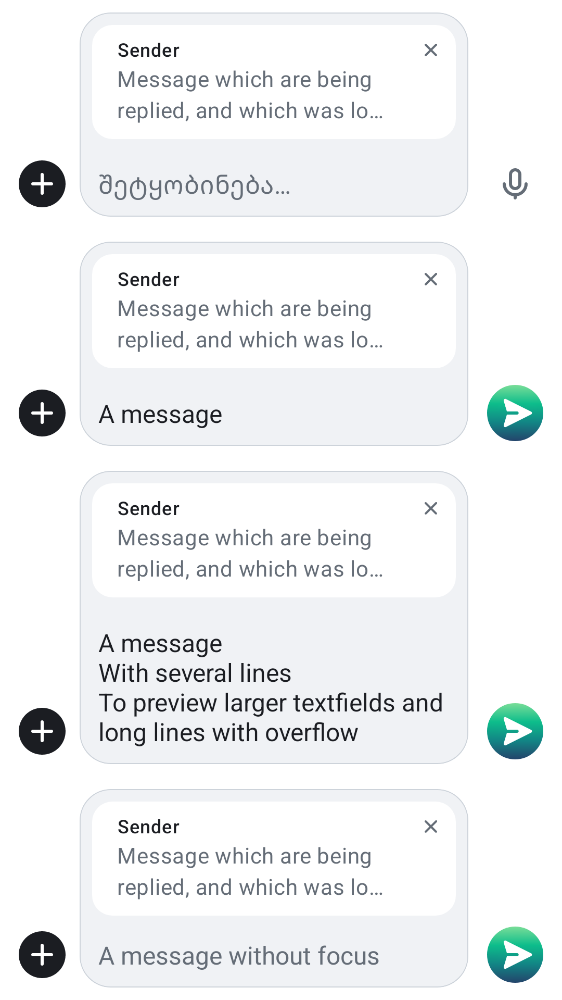 Sender
Message which are being
replied, and which was lo…
შეტყობინება…
Sender
Message which are being
replied, and which was lo…
A message
Sender
Message which are being
replied, and which was lo…
A message
With several lines
To preview larger textfields and
long lines with overflow
Sender
Message which are being
replied, and which was lo…
A message without focus